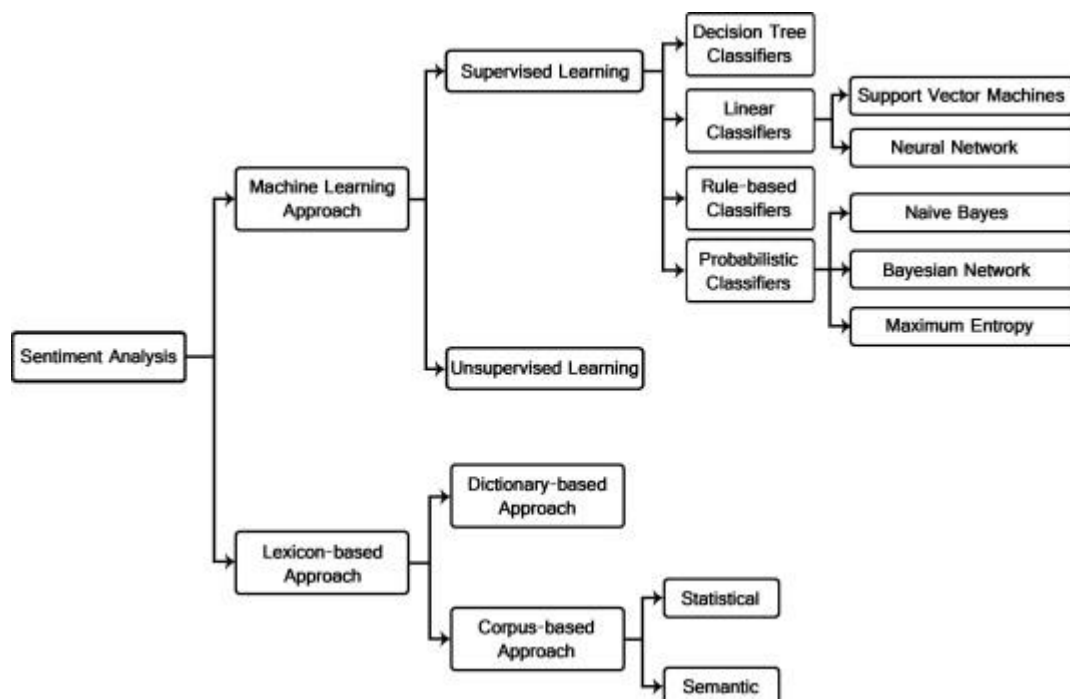 Decision Tree
Classifiers
Supervised Learning
Support Vector Machines
Linear
Classifiers
Neural Network
Machine Learning
Approach
Rule-based
Classifiers
Naive Bayes
Probabilistic
Classifiers
Bayesian Network
Maximum Entropy
Sentiment Analysis
Unsupervised Learning
Dictionary-based
Approach
Lexicon-based
Approach
Statistical
Corpus-based
Approach
Semantic